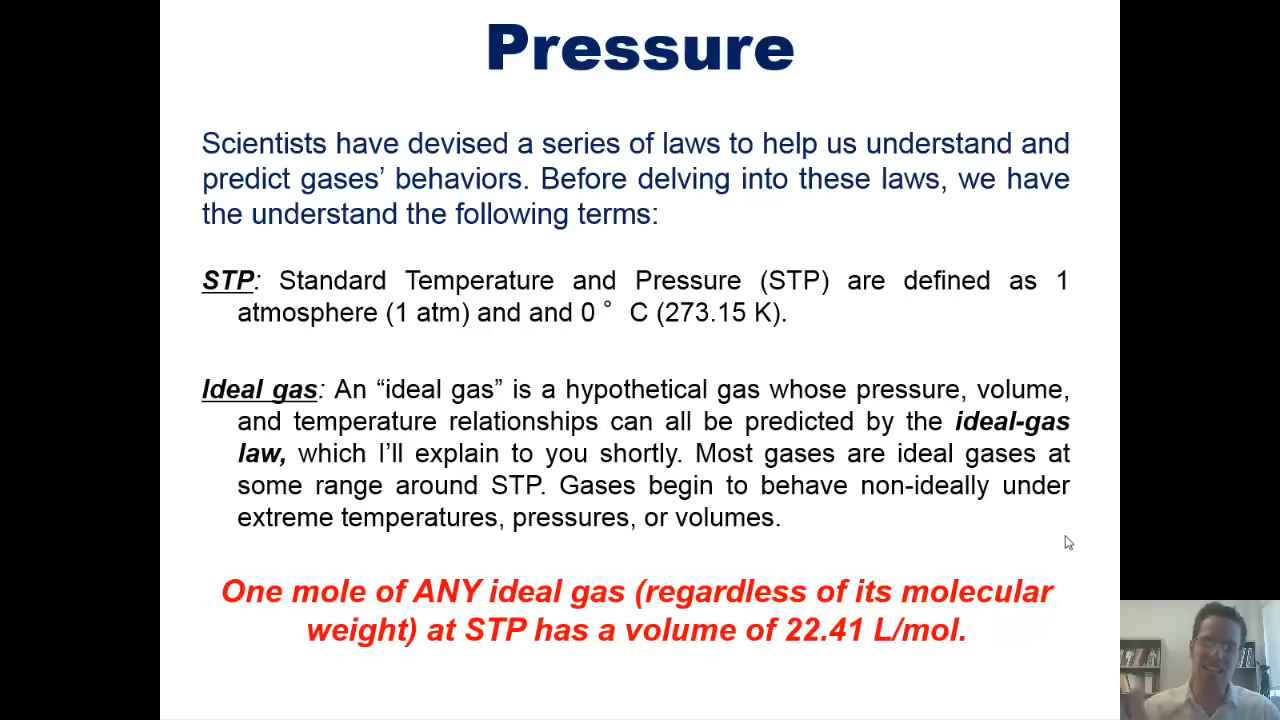 Pressure
Scientists have devised a series of laws to help us understand and
predict gases’ behaviors. Before delving into these laws, we have
the understand the following terms:
STP: Standard Temperature and Pressure (STP) are defined as 1
atmosphere (1 atm) and and 0 ° C (273.15 K).
Ideal gas: An “ideal gas” is a hypothetical gas whose pressure, volume,
and temperature relationships can all be predicted by the ideal-gas
law, which I’ll explain to you shortly. Most gases are ideal gases at
some range around STP. Gases begin to behave non-ideally under
extreme temperatures, pressures, or volumes.
One mole of ANY ideal gas (regardless of its molecular
weight) at STP has a volume of 22.41 L/mol.